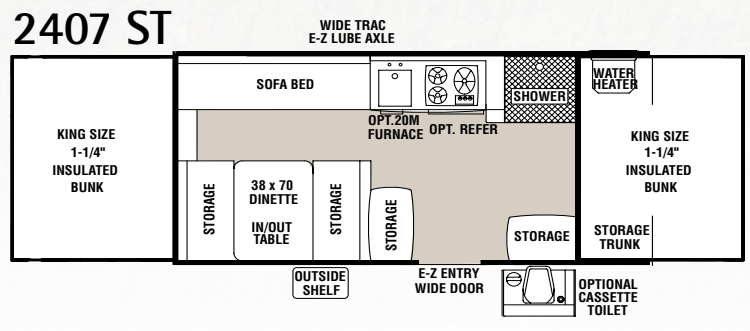 2407 ST
WIDE TRAC
E-Z LUBE AXLE
KING SIZE
1-1/4"
INSULATED
BUNK
SOFA BED
OPT.20M
FURNACE
OPT. REFER
SHOWER
WATER
HEATER
KING SIZE
1-1/4"
INSULATED
BUNK
STORAGE
38 x 70
DINETTE
IN/OUT
TABLE
STORAGE
STORAGE
STORAGE
STORAGE
TRUNK
OUTSIDE
SHELF
E-Z ENTRY
WIDE DOOR
OPTIONAL
CASSETTE
TOILET